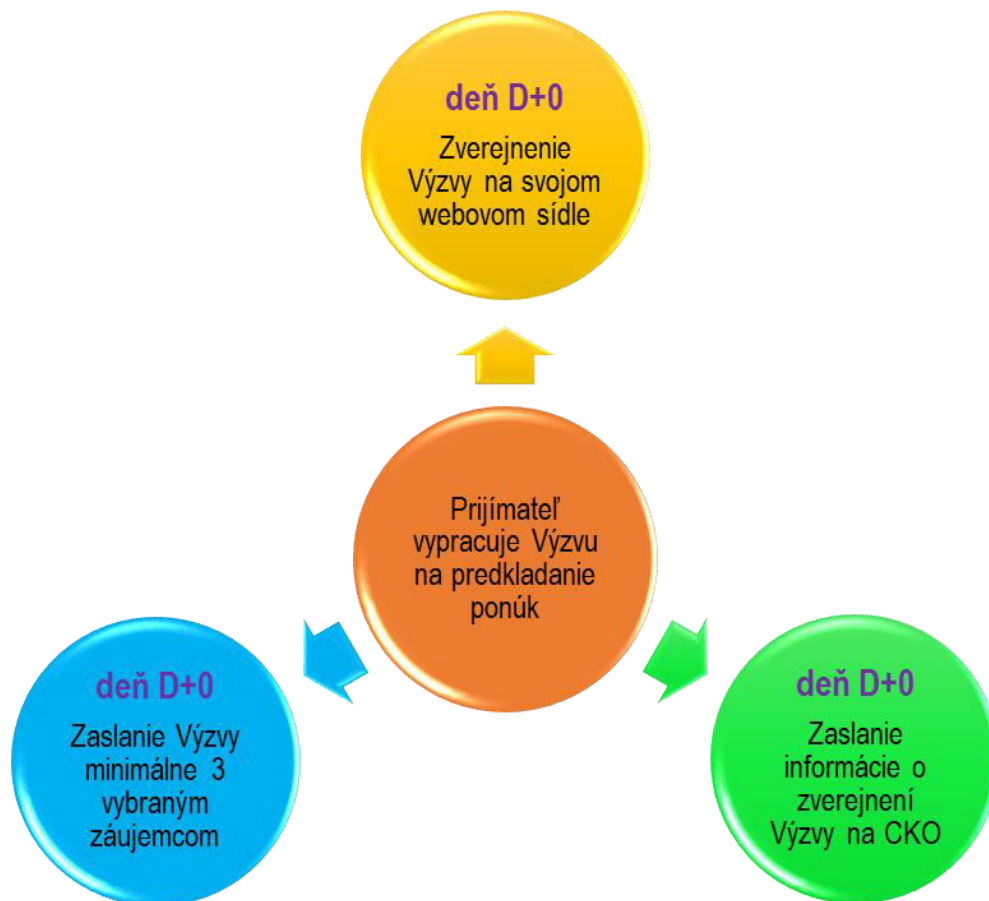 deň D+0
Zverejnenie
Výzvy na svojom
webovom sídle
Prijímateľ
vypracuje Výzvu
na predkladanie
ponúk
deň D+0
Zaslanie Výzvy
minimálne 3
vybraným
záujemcom
deň D+0
Zaslanie
informácie o
zverejnení
Výzvy na CKO